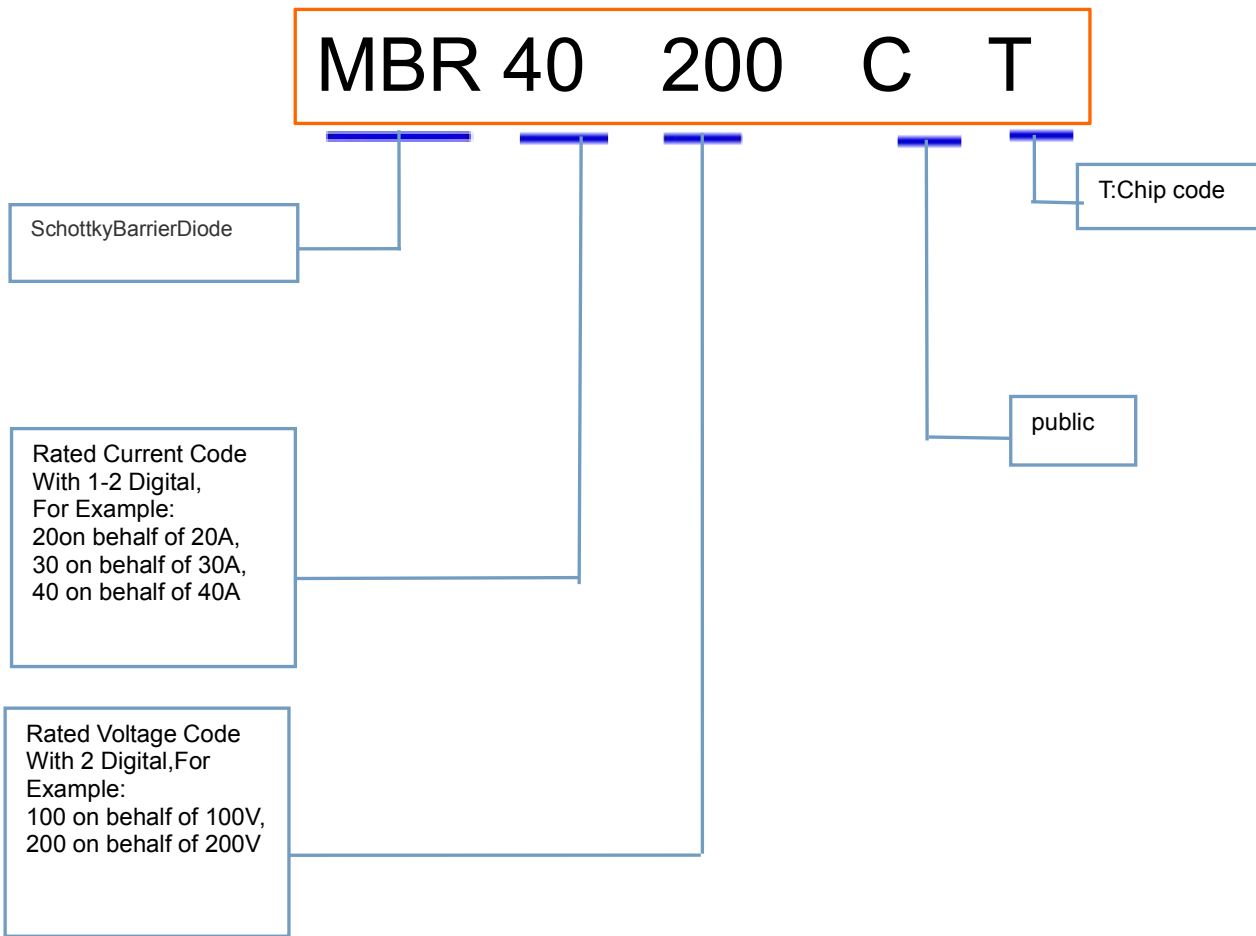 MBR 40 200 C T
T:Chip code
SchottkyBarrierDiode
public
Rated Current Code
With 1-2 Digital,
For Example:
20on behalf of 20A,
30 on behalf of 30A,
40 on behalf of 40A
Rated Voltage Code
With 2 Digital,For
Example:
100 on behalf of 100V,
200 on behalf of 200V